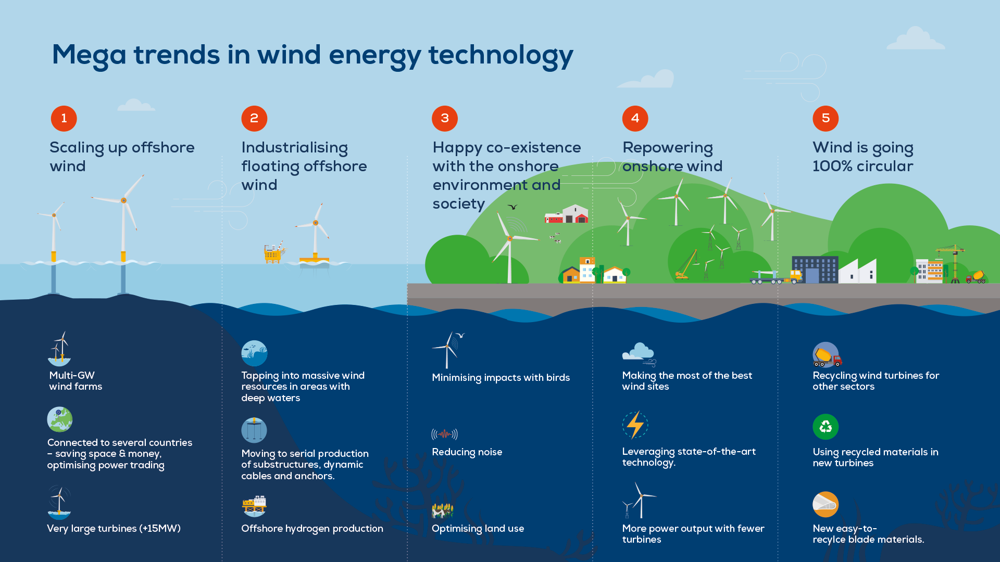 Mega trends in wind energy technology
1
Scaling up offshore
wind
Multi-GW
wind farms
Connected to several countries
– saving space & money,
optimising power trading
Very large turbines (+15MW)
2
Industrialising
floating offshore
wind
Tapping into massive wind
resources in areas with
deep waters
Moving to serial production
of substructures, dynamic
cables and anchors.
Offshore hydrogen production
3
Happy co-existence
with the onshore
environment and
society
Minimising impacts with birds
Reducing noise
Optimising land use
4
Repowering
onshore wind
Making the most of the best
wind sites
Leveraging state-of-the-art
technology.
More power output with fewer
turbines
5
Wind is going
100% circular
Recycling wind turbines for
other sectors
Using recycled materials in
new turbines
New easy-to-
recylce blade materials.